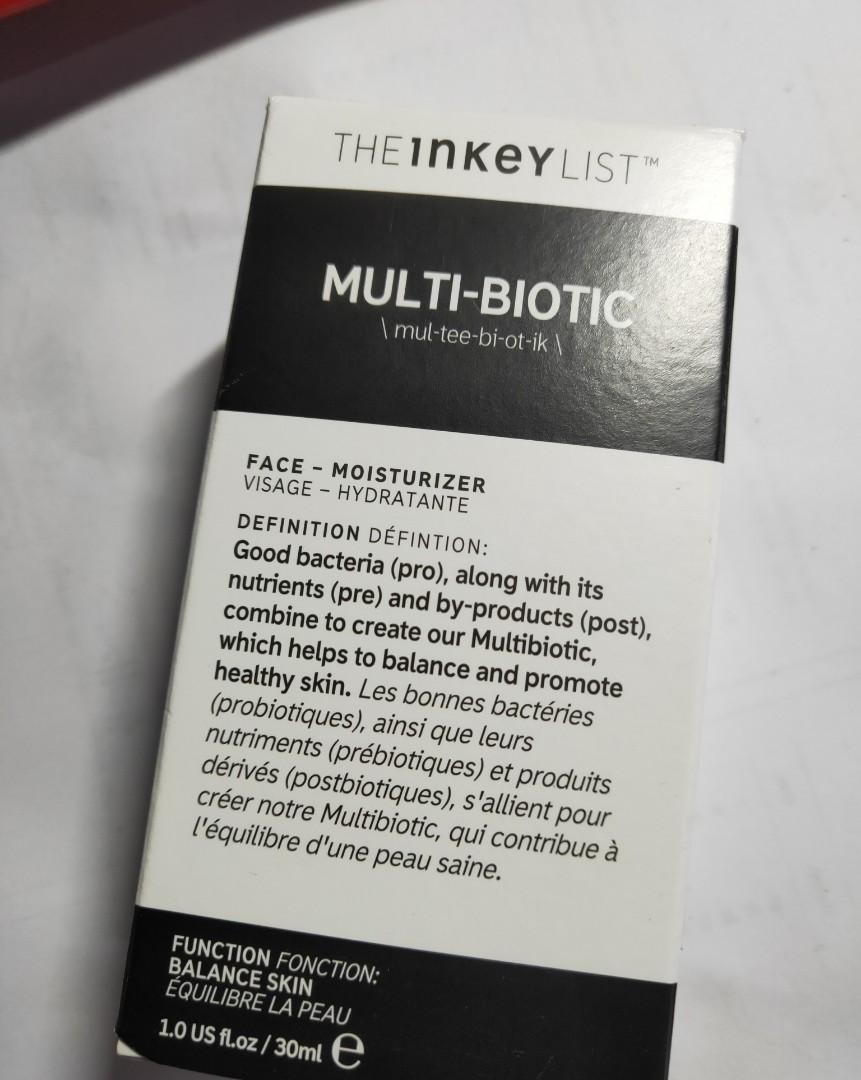 THE INKEY LIST™
MULTI-BIOTIC
\ mul-tee-bi-ot-ik \
FACE – MOISTURIZER
VISAGE – HYDRATANTE
DEFINITION DÉFINTION:
Good bacteria (pro), along with its
nutrients (pre) and by-products (post),
combine to create our Multibiotic,
which helps to balance and promote
healthy skin. Les bonnes bactéries
(probiotiques), ainsi que leurs
nutriments (prébiotiques) et produits
dérivés (postbiotiques), s'allient pour
créer notre Multibiotic, qui contribue à
l'équilibre d'une peau saine.
FUNCTION FONCTION:
BALANCE SKIN
ÉQUILIBRE LA PEAU
1.0 US fl.oz / 30ml ℮